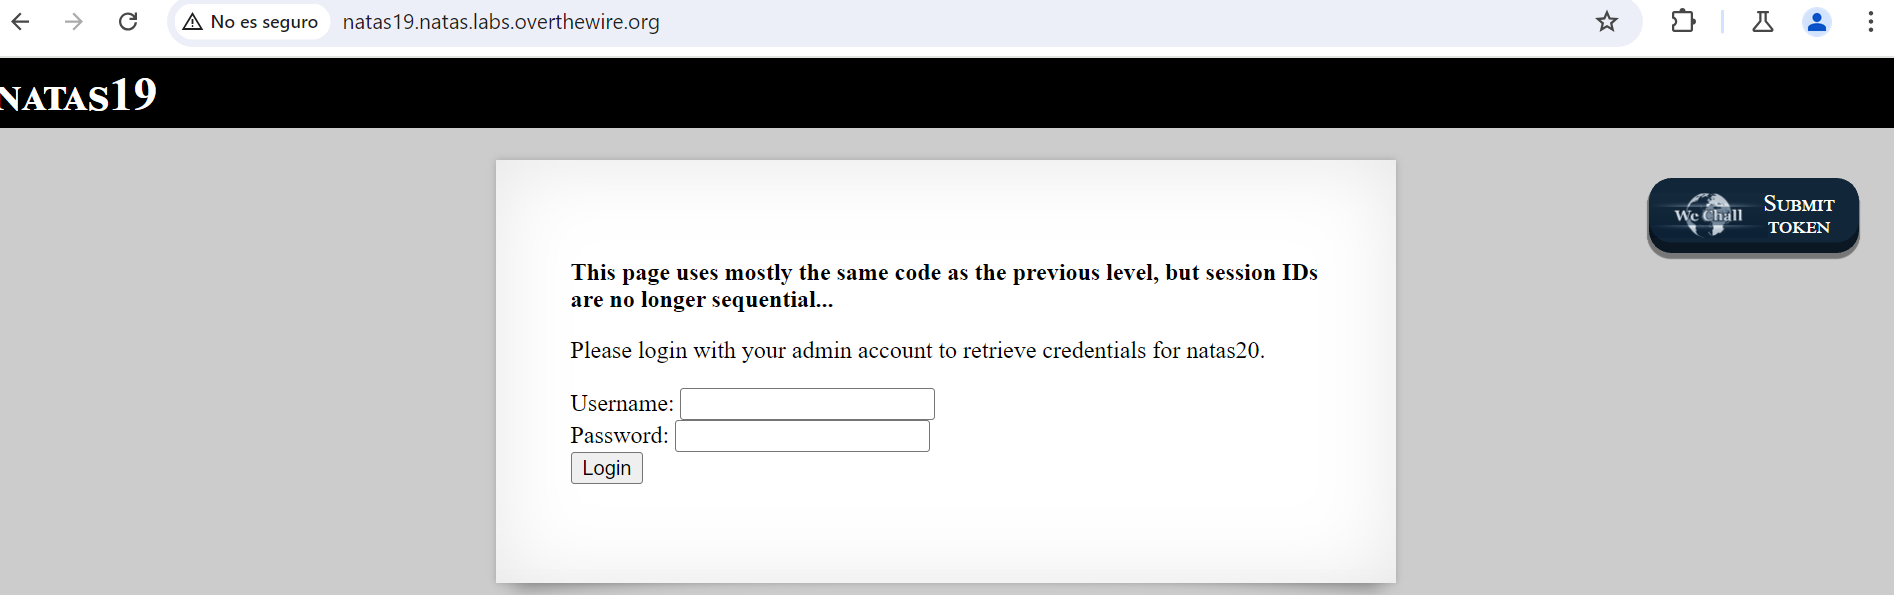 No es seguro natas19.natas.labs.overthewire.org
NATAS19
We Chall SUBMIT
TOKEN
This page uses mostly the same code as the previous level, but session IDs
are no longer sequential...
Please login with your admin account to retrieve credentials for natas20.
Username:
Password:
Login